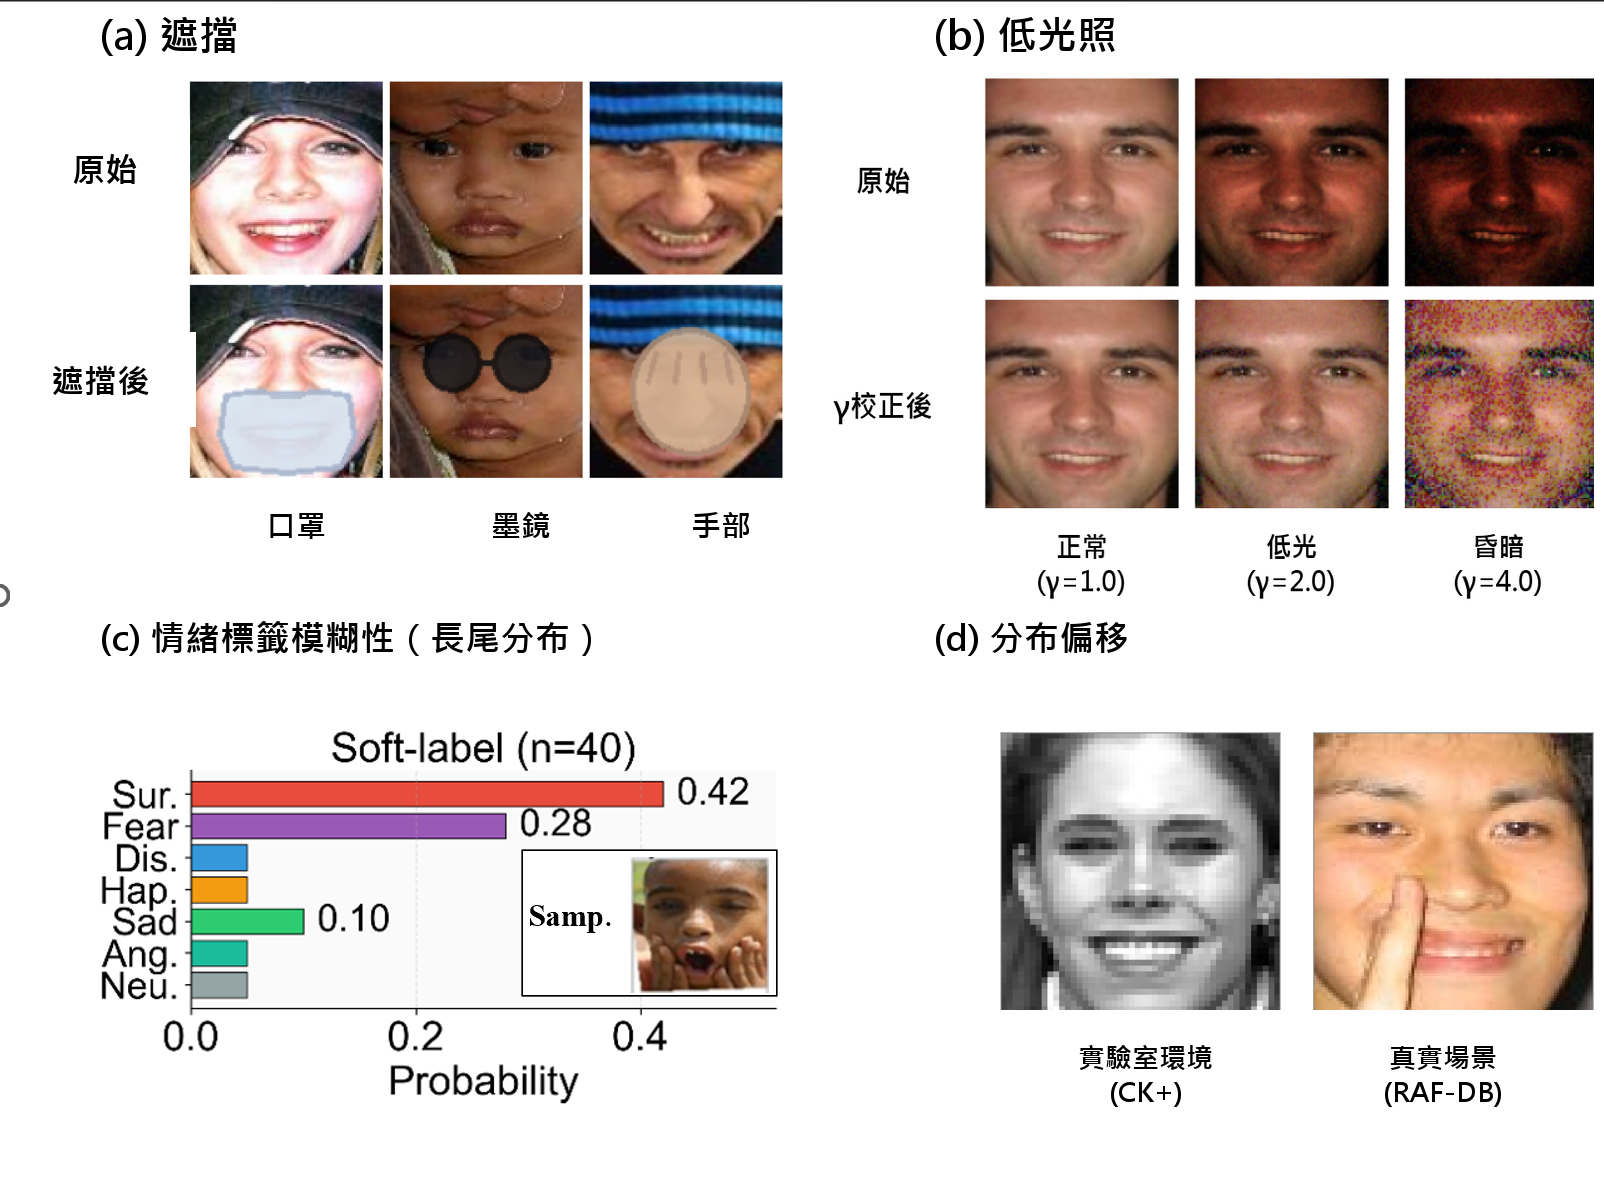 (a) 遮擋
原始
遮擋後
口罩
墨鏡
手部
(b) 低光照
原始
γ校正後
正常
(γ=1.0)
低光
(γ=2.0)
昏暗
(γ=4.0)
(c) 情緒標籤模糊性（長尾分布）
Soft-label (n=40)
Sur.
0.42
Fear
0.28
Dis.
Hap.
Sad
0.10
Ang.
Neu.
Samp.
0.0
0.2
0.4
Probability
(d) 分布偏移
實驗室環境
(CK+)
真實場景
(RAF-DB)